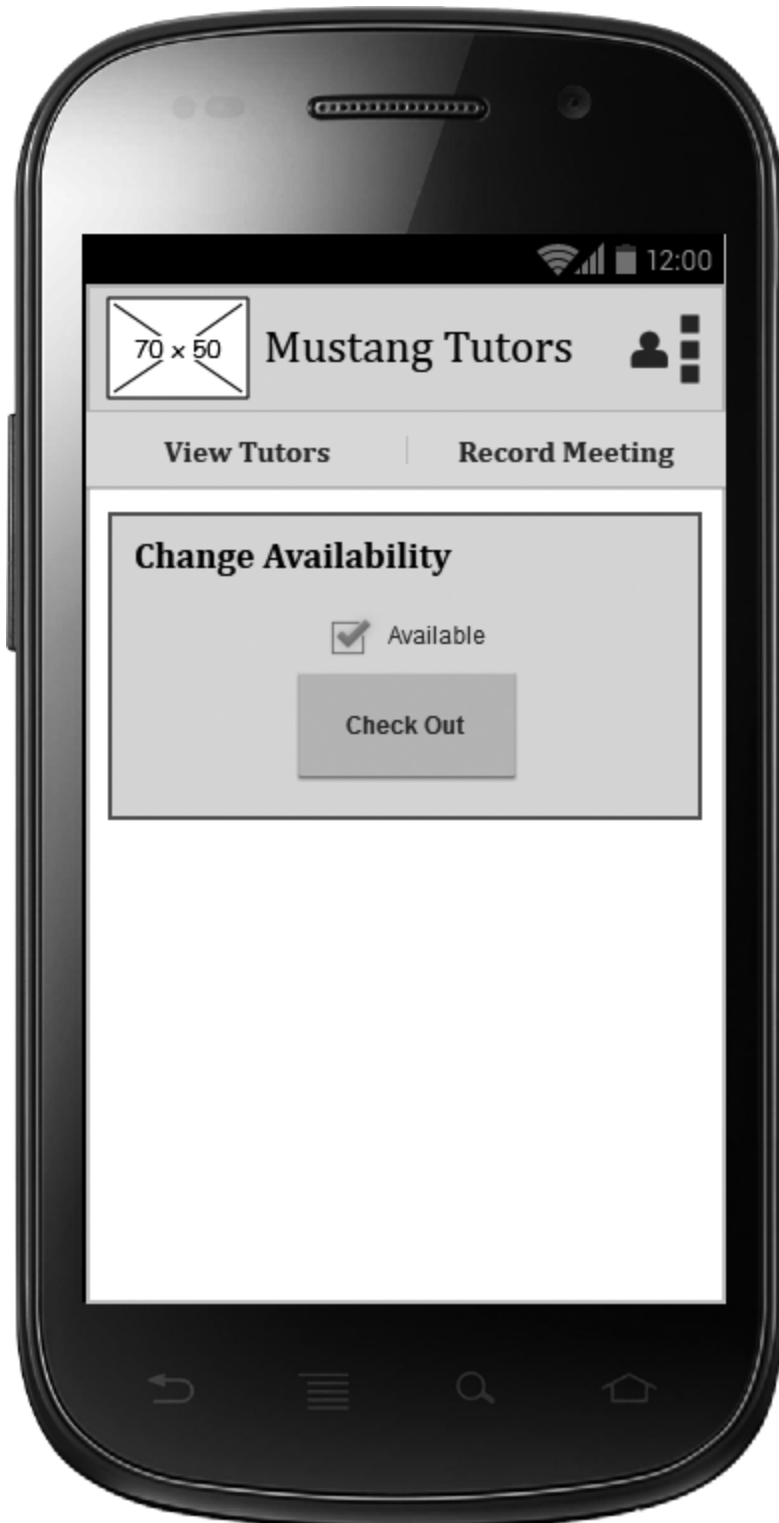 12:00
70 x 50
Mustang Tutors
View Tutors
Record Meeting
Change Availability
Available
Check Out